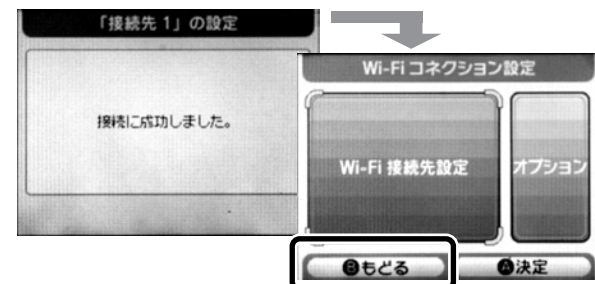 「接続先 1」の設定
接続に成功しました。
Wi-Fi コネクション設定
Wi-Fi 接続先設定
オプション
Bもどる
A決定